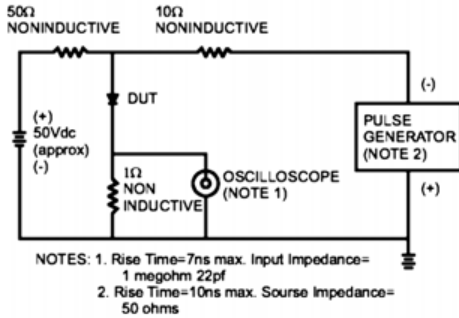 50Ω
NONINDUCTIVE
10Ω
NONINDUCTIVE
(+)
50Vdc
(approx)
(-)
DUT
1Ω
NON
INDUCTIVE
OSCILLOSCOPE
(NOTE 1)
(-)
PULSE
GENERATOR
(NOTE 2)
(+)
NOTES: 1. Rise Time=7ns max. Input Impedance=
1 megohm 22pf
2. Rise Time=10ns max. Sourse Impedance=
50 ohms